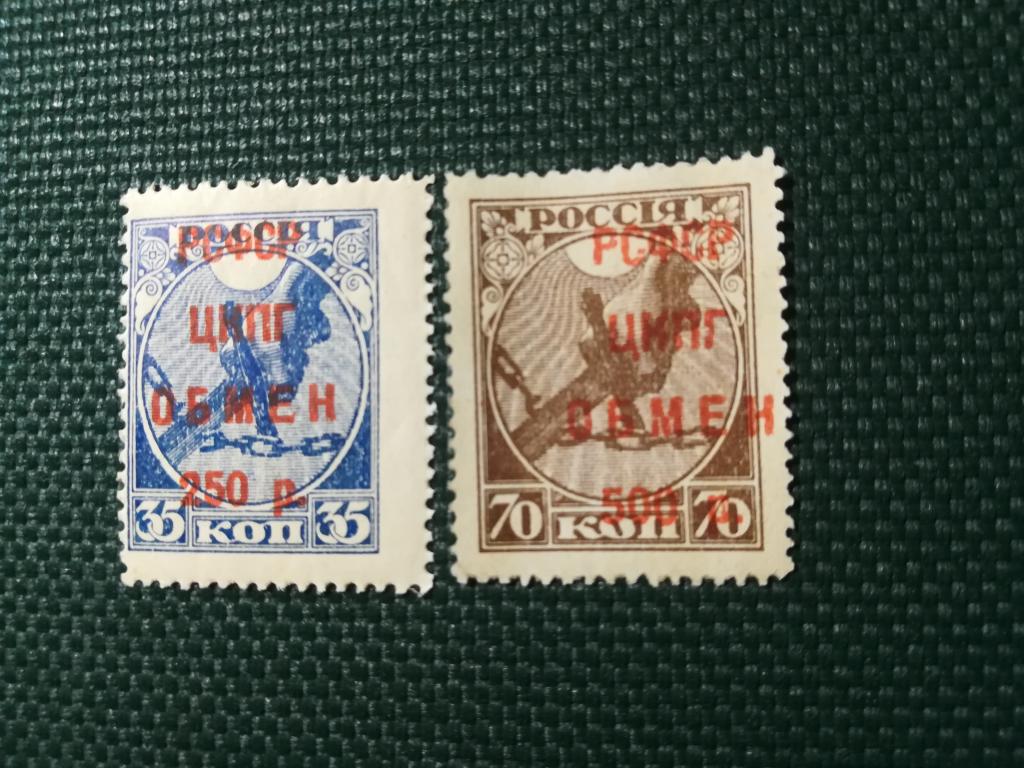 РОССІЯ
РСФСР
ЦКПГ
ОБМЕН
250 р.
35 КОП 35
РОССІЯ
РСФСР
ЦКПГ
ОБМЕН
500 р.
70 КОП 70